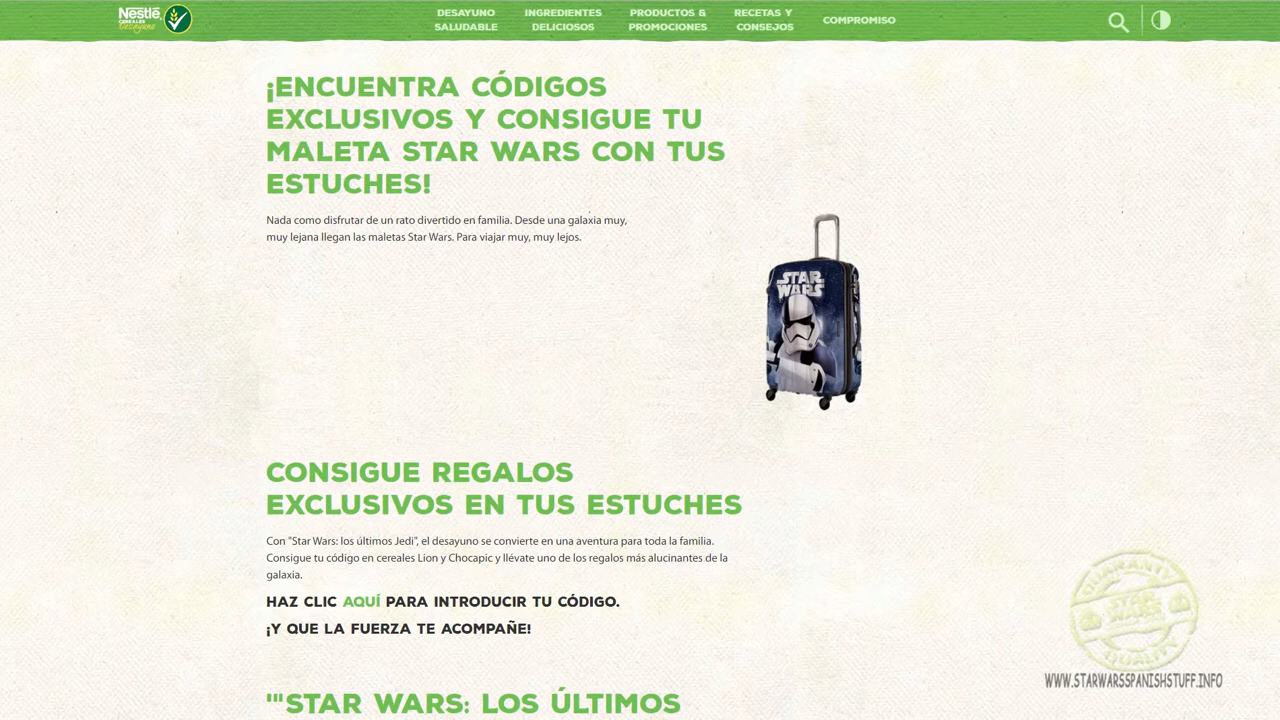 Nestlé
CEREALES
Desayuno
DESAYUNO
SALUDABLE
INGREDIENTES
DELICIOSOS
PRODUCTOS &
PROMOCIONES
RECETAS Y
CONSEJOS
COMPROMISO
¡ENCUENTRA CÓDIGOS
EXCLUSIVOS Y CONSIGUE TU
MALETA STAR WARS CON TUS
ESTUCHES!
Nada como disfrutar de un rato divertido en familia. Desde una galaxia muy,
muy lejana llegan las maletas Star Wars. Para viajar muy, muy lejos.
STAR
WARS
CONSIGUE REGALOS
EXCLUSIVOS EN TUS ESTUCHES
Con "Star Wars: los últimos Jedi", el desayuno se convierte en una aventura para toda la familia.
Consigue tu código en cereales Lion y Chocapic y llévate uno de los regalos más alucinantes de la
galaxia.
HAZ CLIC AQUÍ PARA INTRODUCIR TU CÓDIGO.
¡Y QUE LA FUERZA TE ACOMPAÑE!
GUARANTY
STAR
WARS
QUALITY
WWW.STARWARSSPANISHSTUFF.INFO
'"STAR WARS: LOS ÚLTIMOS